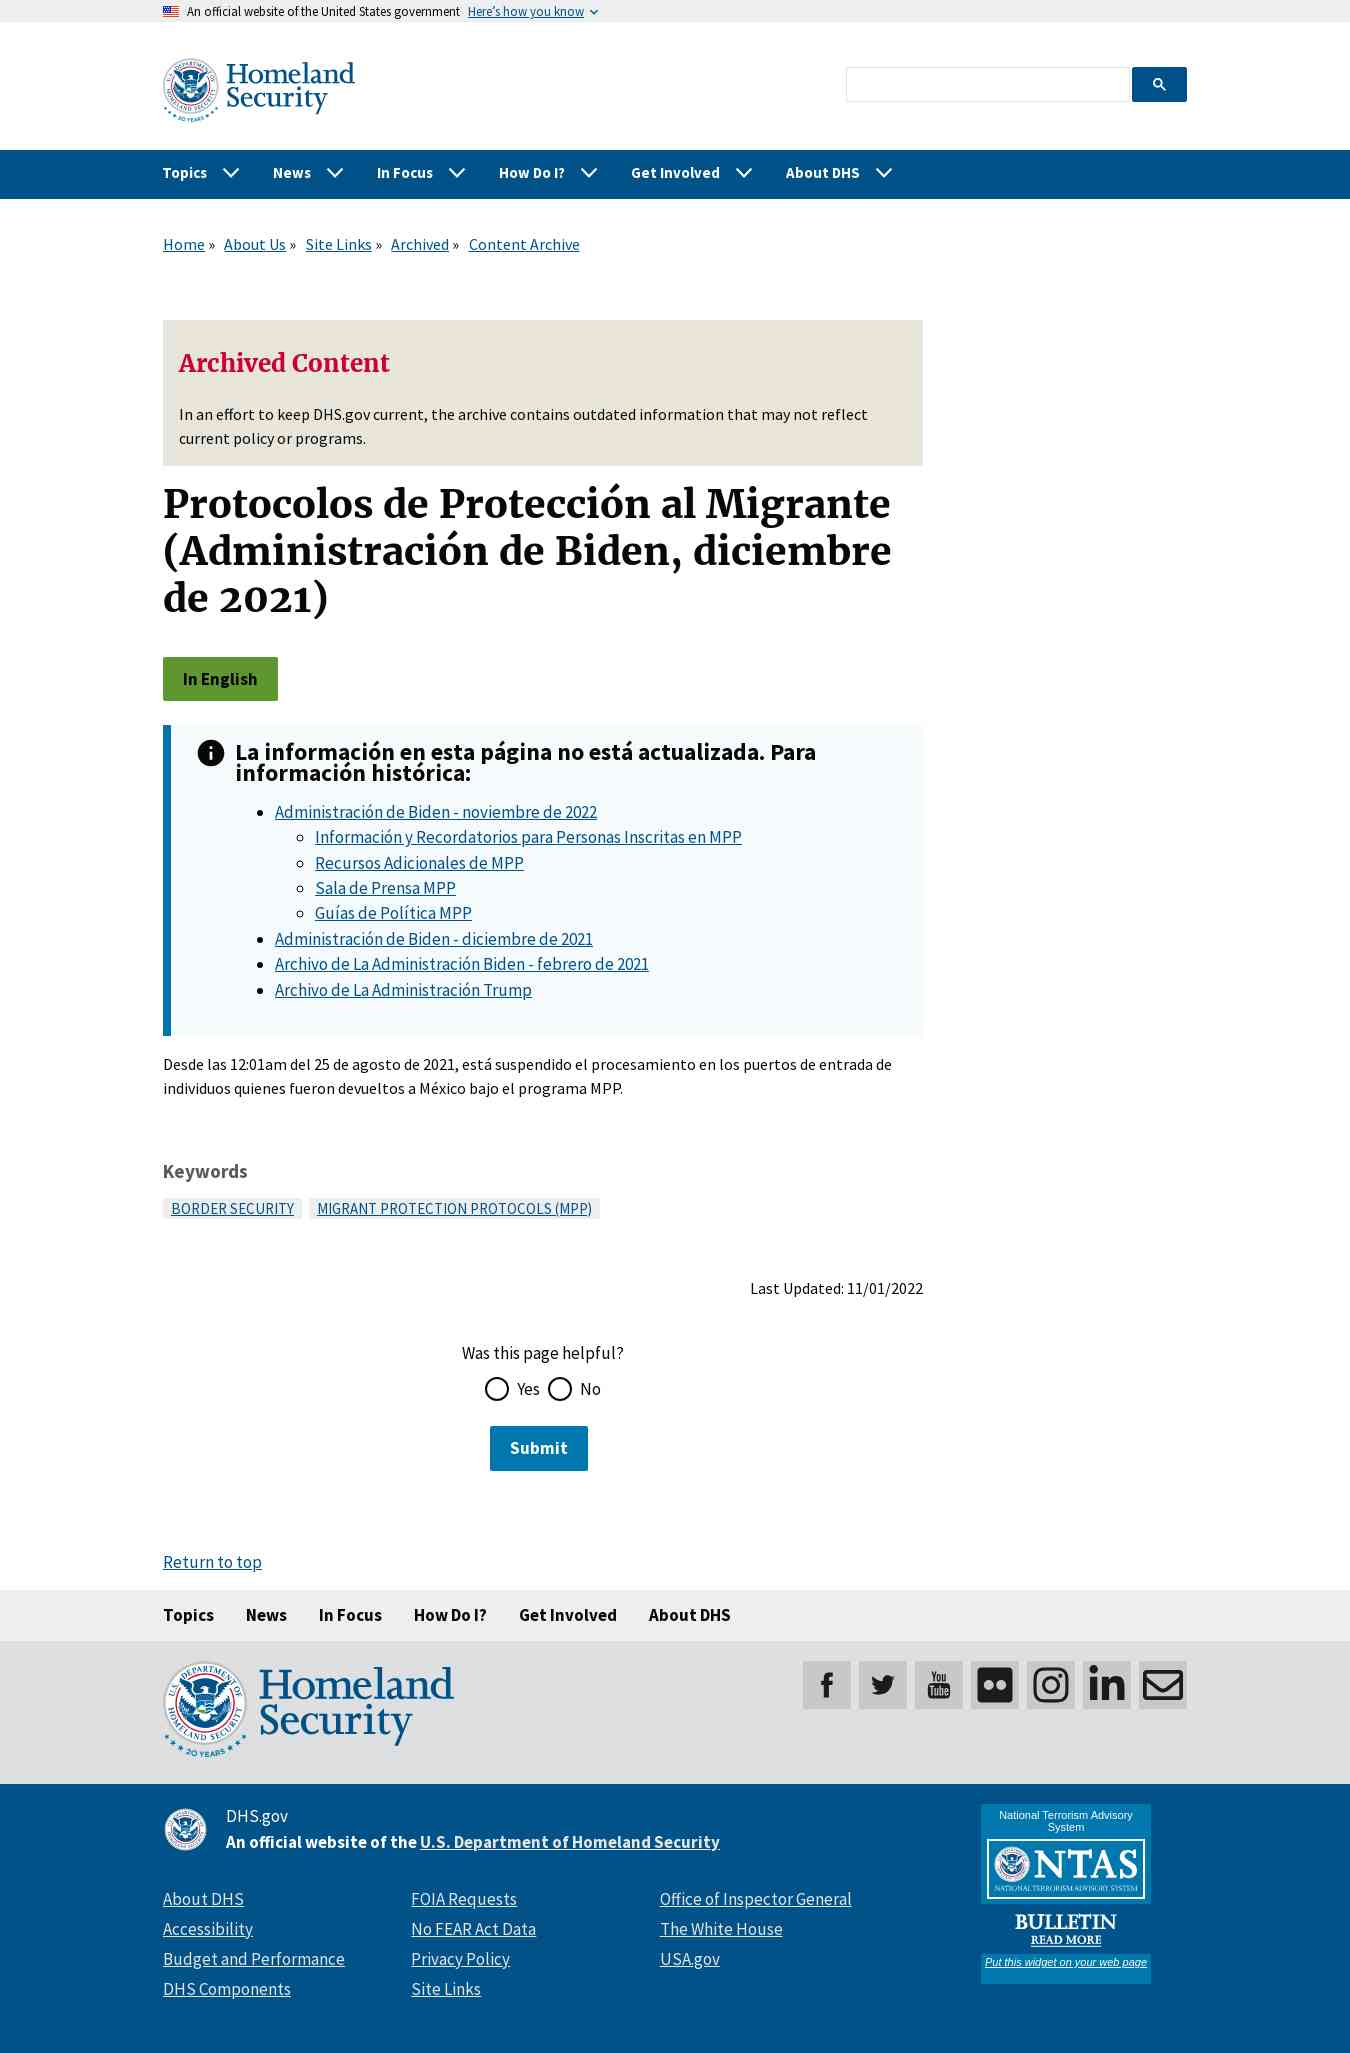 An official website of the United States government Here's how you know
Homeland
Security
Topics News In Focus How Do I? Get Involved About DHS
Home » About Us » Site Links » Archived » Content Archive
Archived Content
In an effort to keep DHS.gov current, the archive contains outdated information that may not reflect
current policy or programs.
Protocolos de Protección al Migrante
(Administración de Biden, diciembre
de 2021)
In English
La información en esta página no está actualizada. Para
información histórica:
Administración de Biden - noviembre de 2022
Información y Recordatorios para Personas Inscritas en MPP
Recursos Adicionales de MPP
Sala de Prensa MPP
Guías de Política MPP
Administración de Biden - diciembre de 2021
Archivo de La Administración Biden - febrero de 2021
Archivo de La Administración Trump
Desde las 12:01am del 25 de agosto de 2021, está suspendido el procesamiento en los puertos de entrada de
individuos quienes fueron devueltos a México bajo el programa MPP.
Keywords
BORDER SECURITY MIGRANT PROTECTION PROTOCOLS (MPP)
Last Updated: 11/01/2022
Was this page helpful?
Yes No
Submit
Return to top
Topics News In Focus How Do I? Get Involved About DHS
U.S. DEPARTMENT OF HOMELAND SECURITY
20 YEARS
Homeland
Security
You
Tube
DHS.gov
An official website of the U.S. Department of Homeland Security
About DHS
Accessibility
Budget and Performance
DHS Components
FOIA Requests
No FEAR Act Data
Privacy Policy
Site Links
Office of Inspector General
The White House
USA.gov
National Terrorism Advisory
System
NTAS
NATIONAL TERRORISM ADVISORY SYSTEM
BULLETIN
READ MORE
Put this widget on your web page